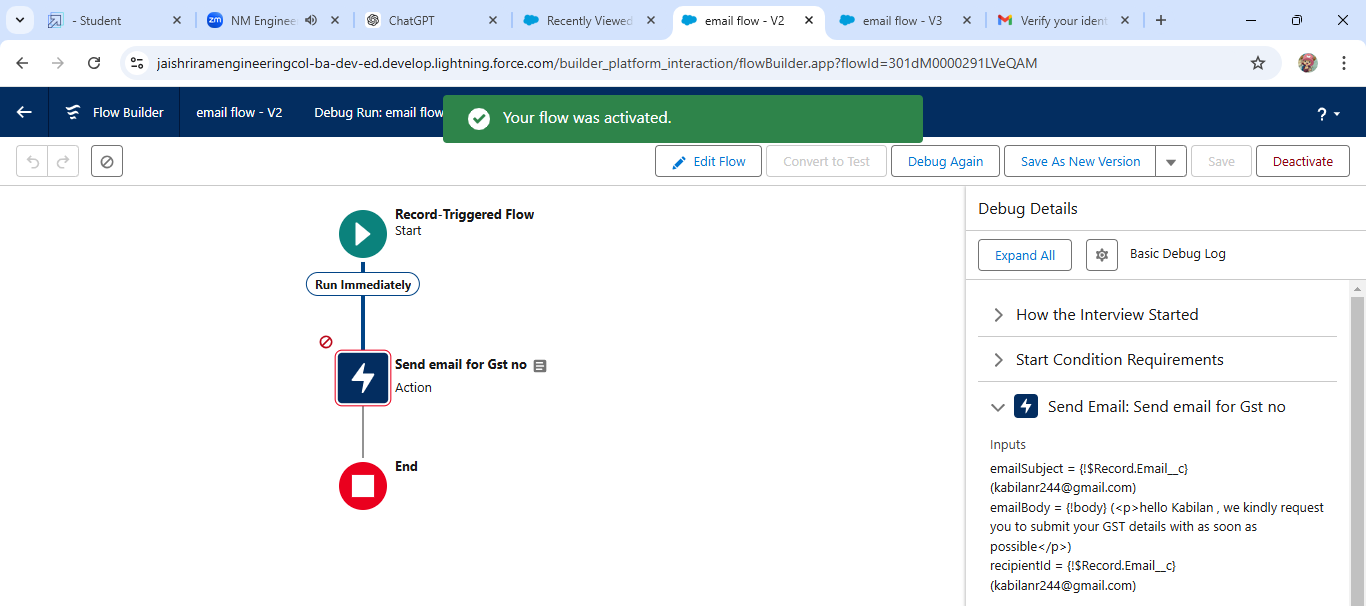 - Student
NM Enginee
ChatGPT
Recently Viewed
email flow - V2
email flow - V3
Verify your ident
jaishriramengineeringcol-ba-dev-ed.develop.lightning.force.com/builder_platform_interaction/flowBuilder.app?flowId=301dM0000291LVeQAM
Flow Builder
email flow - V2
Debug Run: email flow
Your flow was activated.
?
Edit Flow
Convert to Test
Debug Again
Save As New Version
Save
Deactivate
Record-Triggered Flow
Start
Run Immediately
Send email for Gst no
Action
End
Debug Details
Expand All
Basic Debug Log
How the Interview Started
Start Condition Requirements
Send Email: Send email for Gst no
Inputs
emailSubject = {!$Record.Email__c}
(kabilanr244@gmail.com)
emailBody = {!body} (<p>hello Kabilan , we kindly request
you to submit your GST details with as soon as
possible</p>)
recipientId = {!$Record.Email__c}
(kabilanr244@gmail.com)